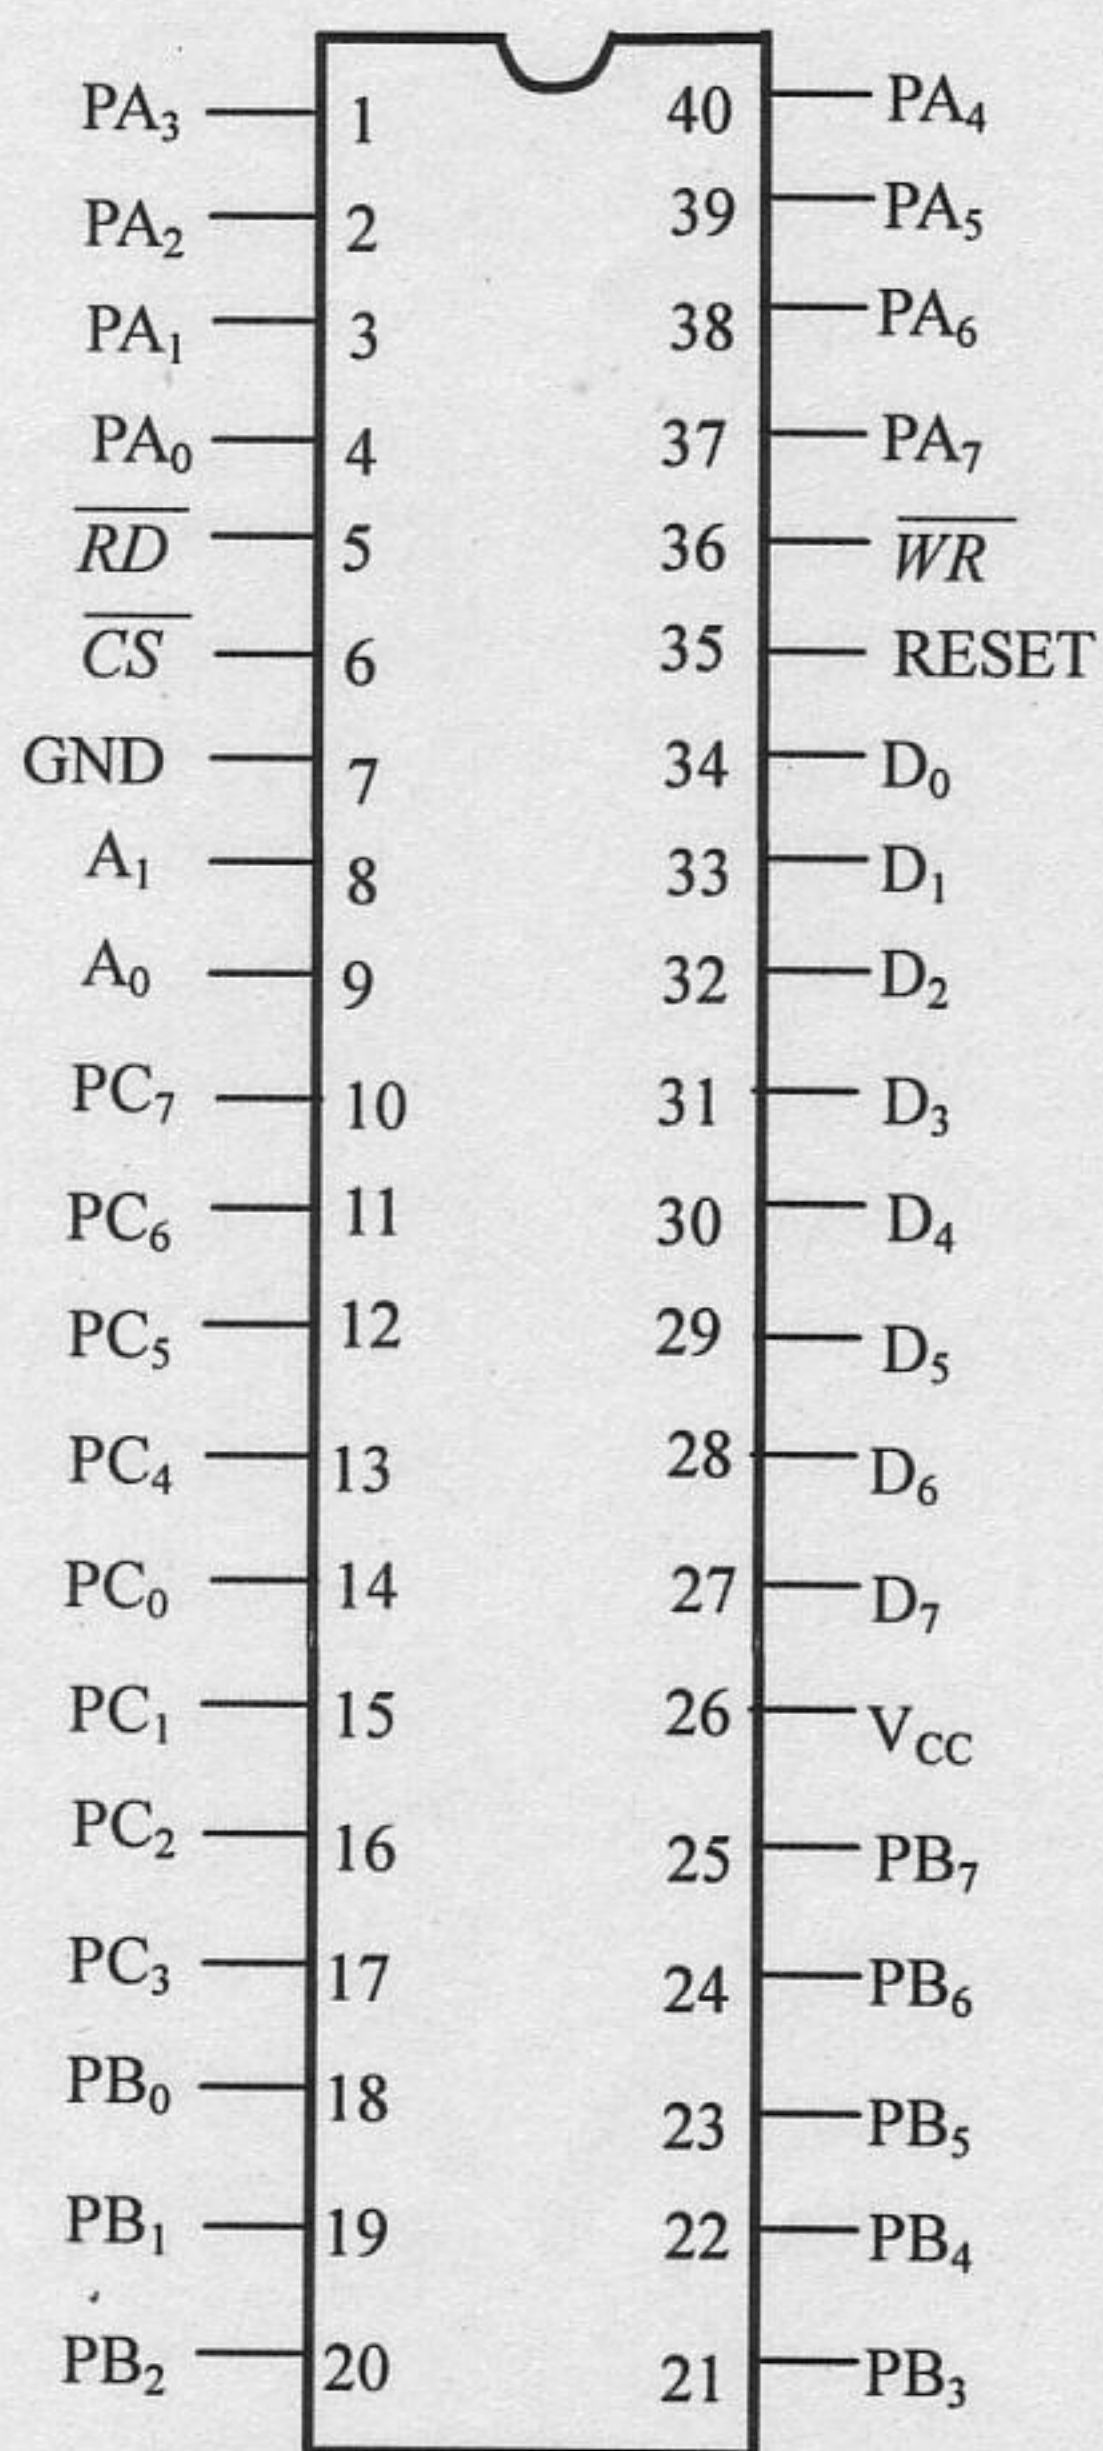 PA₃ 1 40 PA₄
PA₂ 2 39 PA₅
PA₁ 3 38 PA₆
PA₀ 4 37 PA₇
R̅D̅ 5 36 W̅R̅
C̅S̅ 6 35 RESET
GND 7 34 D₀
A₁ 8 33 D₁
A₀ 9 32 D₂
PC₇ 10 31 D₃
PC₆ 11 30 D₄
PC₅ 12 29 D₅
PC₄ 13 28 D₆
PC₀ 14 27 D₇
PC₁ 15 26 V_CC
PC₂ 16 25 PB₇
PC₃ 17 24 PB₆
PB₀ 18 23 PB₅
PB₁ 19 22 PB₄
PB₂ 20 21 PB₃